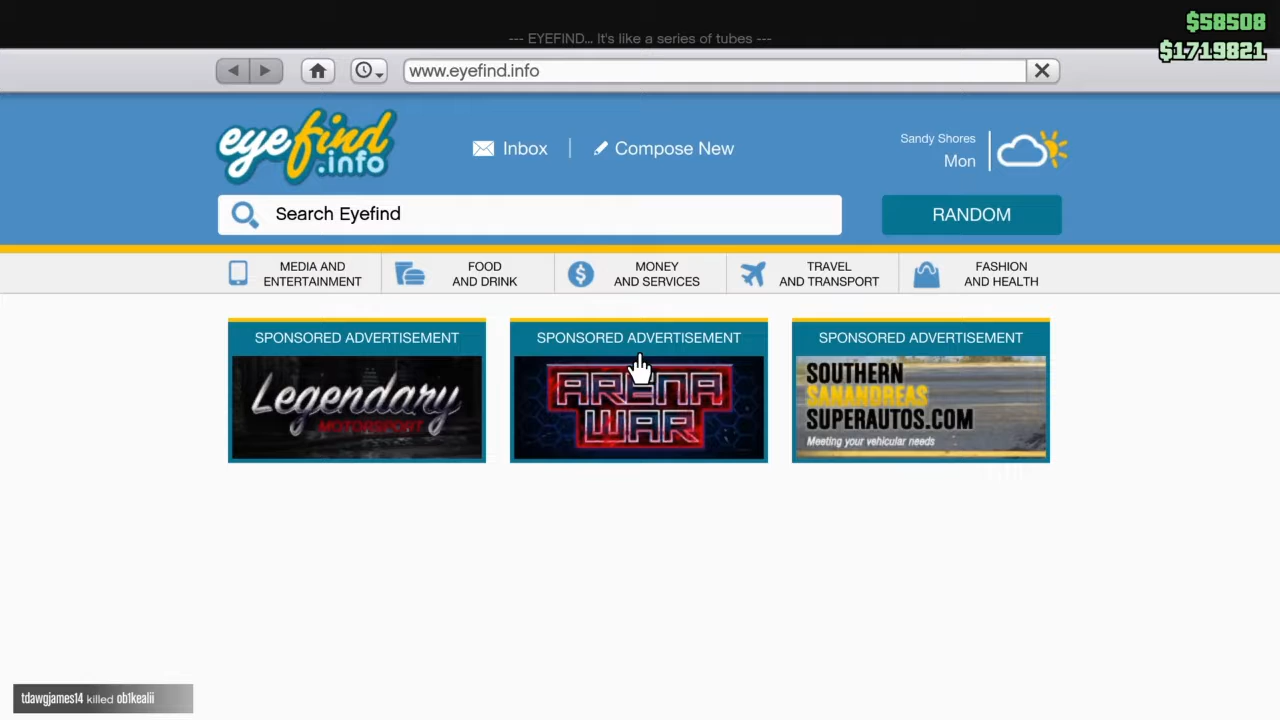 $58508
--- EYEFIND... It's like a series of tubes ---
$1719821
www.eyefind.info
eyefind
.info
Inbox
Compose New
Sandy Shores
Mon
Search Eyefind
RANDOM
MEDIA AND
ENTERTAINMENT
FOOD
AND DRINK
MONEY
AND SERVICES
TRAVEL
AND TRANSPORT
FASHION
AND HEALTH
SPONSORED ADVERTISEMENT
Legendary
MOTORSPORT
SPONSORED ADVERTISEMENT
ARENA
WAR
SPONSORED ADVERTISEMENT
SOUTHERN
SANANDREAS
SUPERAUTOS.COM
Meeting your vehicular needs
tdawgjames14 killed ob1kealii